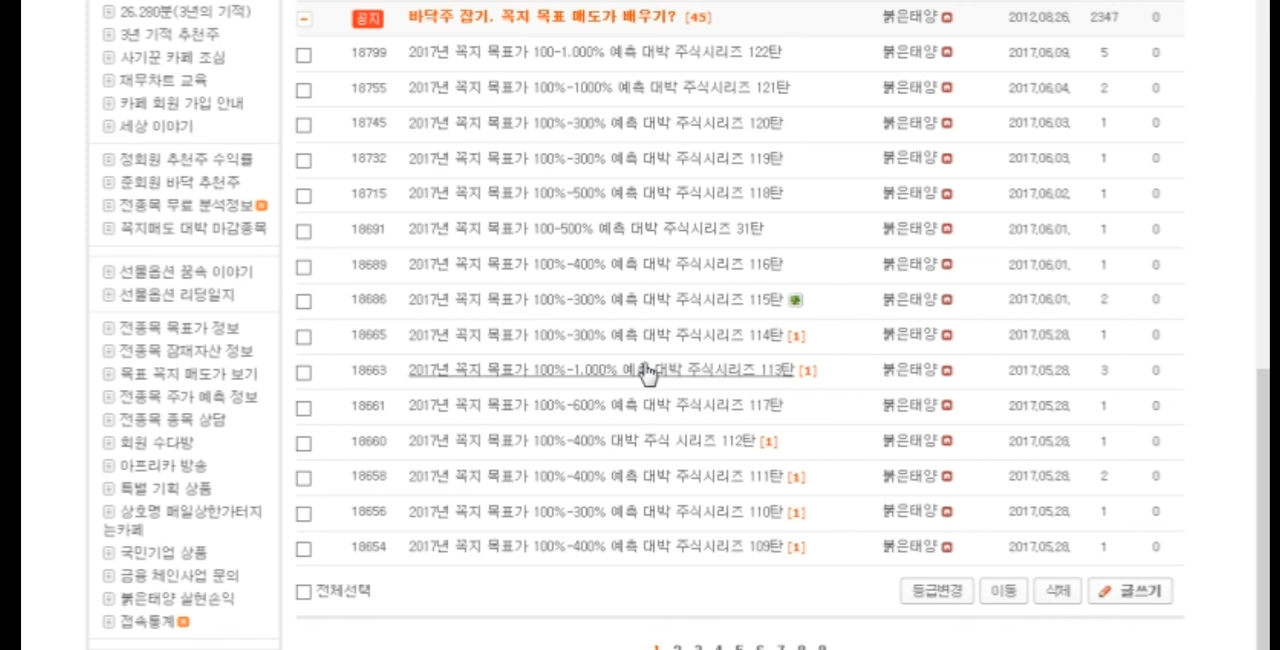 26.280분(3년의 기적)
3년 기적 추천주
사기꾼 카페 조심
재무차트 교육
카페 회원 가입 안내
세상 이야기
정회원 추천주 수익률
준회원 바닥 추천주
전종목 무료 분석정보
꼭지매도 대박 마감종목
선물옵션 꿈속 이야기
선물옵션 리딩일지
전종목 목표가 정보
전종목 잠재자산 정보
목표 꼭지 매도가 보기
전종목 주가 예측 정보
전종목 종목 상담
회원 수다방
아프리카 방송
특별 기획 상품
상호명 매일상한가터지
는카페
국민기업 상품
금융 체인사업 문의
붉은태양 실현손익
접속통계
공지 바닥주 잡기. 꼭지 목표 매도가 배우기? [45] 붉은태양 2012.08.26. 2347 0
18799 2017년 꼭지 목표가 100-1.000% 예측 대박 주식시리즈 122탄 붉은태양 2017.06.09. 5 0
18755 2017년 꼭지 목표가 100%-1000% 예측 대박 주식시리즈 121탄 붉은태양 2017.06.04. 2 0
18745 2017년 꼭지 목표가 100%-300% 예측 대박 주식시리즈 120탄 붉은태양 2017.06.03. 1 0
18732 2017년 꼭지 목표가 100%-300% 예측 대박 주식시리즈 119탄 붉은태양 2017.06.03. 1 0
18715 2017년 꼭지 목표가 100%-500% 예측 대박 주식시리즈 118탄 붉은태양 2017.06.02. 1 0
18691 2017년 꼭지 목표가 100-500% 예측 대박 주식시리즈 31탄 붉은태양 2017.06.01. 1 0
18689 2017년 꼭지 목표가 100%-400% 예측 대박 주식시리즈 116탄 붉은태양 2017.06.01. 1 0
18686 2017년 꼭지 목표가 100%-300% 예측 대박 주식시리즈 115탄 붉은태양 2017.06.01. 2 0
18665 2017년 꼭지 목표가 100%-300% 예측 대박 주식시리즈 114탄 [1] 붉은태양 2017.05.28. 1 0
18663 2017년 꼭지 목표가 100%-1.000% 예 대박 주식시리즈 113탄 [1] 붉은태양 2017.05.28. 3 0
18661 2017년 꼭지 목표가 100%-600% 예측 대박 주식시리즈 117탄 붉은태양 2017.05.28. 1 0
18660 2017년 꼭지 목표가 100%-400% 대박 주식 시리즈 112탄 [1] 붉은태양 2017.05.28. 1 0
18658 2017년 꼭지 목표가 100%-400% 예측 대박 주식시리즈 111탄 [1] 붉은태양 2017.05.28. 2 0
18656 2017년 꼭지 목표가 100%-300% 예측 대박 주식시리즈 110탄 [1] 붉은태양 2017.05.28. 1 0
18654 2017년 꼭지 목표가 100%-400% 예측 대박 주식시리즈 109탄 [1] 붉은태양 2017.05.28. 1 0
전체선택 등급변경 이동 삭제 글쓰기
1 2 3 4 5 6 7 8 9